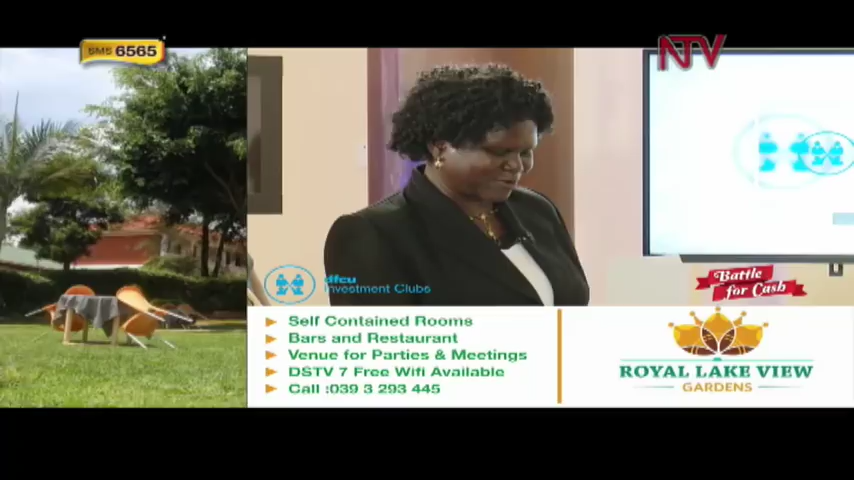 SMS 6565
NTV
dfcu
Investment Clubs
Battle
for Cash
Self Contained Rooms
Bars and Restaurant
Venue for Parties & Meetings
DSTV 7 Free Wifi Available
Call :039 3 293 445
ROYAL LAKE VIEW
GARDENS